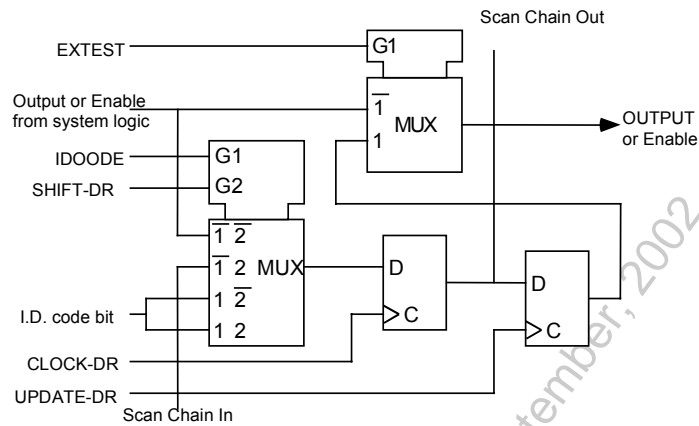 Scan Chain Out
EXTEST
G1
Output or Enable
from system logic
1
1
MUX
OUTPUT
or Enable
IDOODE
G1
SHIFT-DR
G2
1 2
1 2 MUX
1 2
1 2
D
C
D
C
I.D. code bit
CLOCK-DR
UPDATE-DR
Scan Chain In
tember, 2002